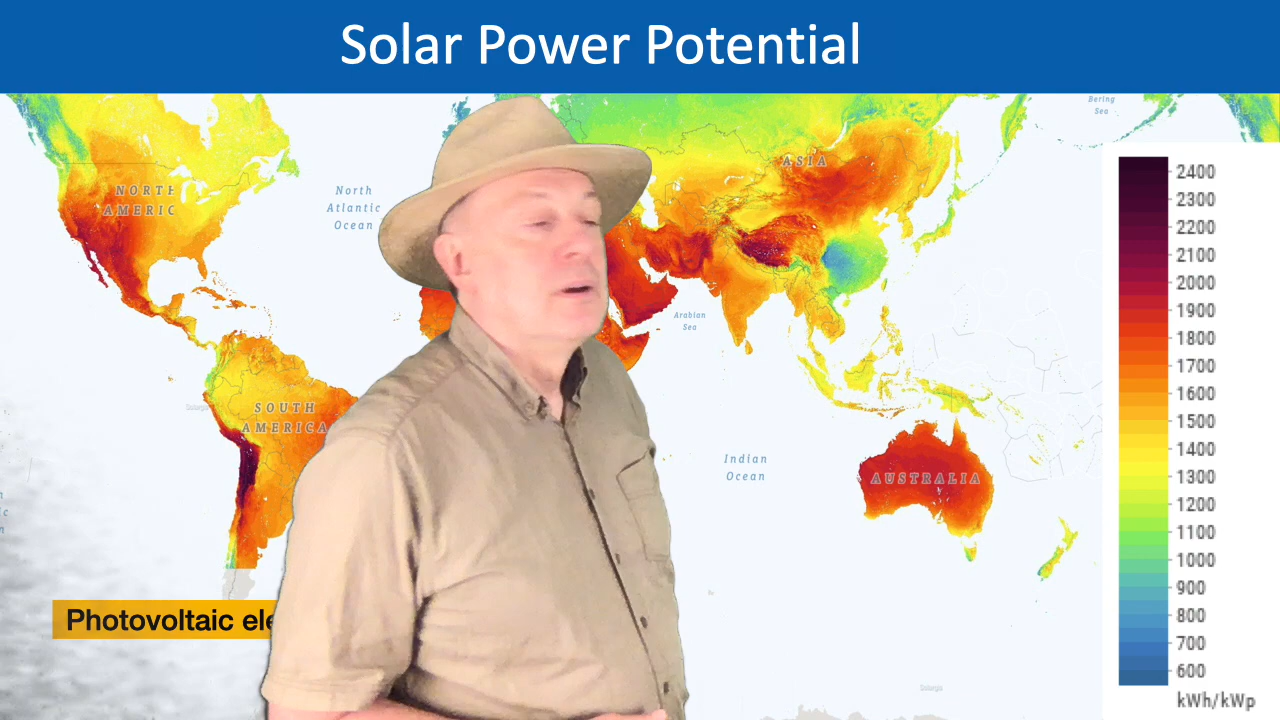 Solar Power Potential
Bering
Sea
ASIA
NORTH
AMERIC
North
Atlantic
Ocean
Arabian
Sea
SOUTH
AMERICA
Indian
Ocean
AUSTRALIA
Photovoltaic ele
2400
2300
2200
2100
2000
1900
1800
1700
1600
1500
1400
1300
1200
1100
1000
900
800
700
600
kWh/kWp